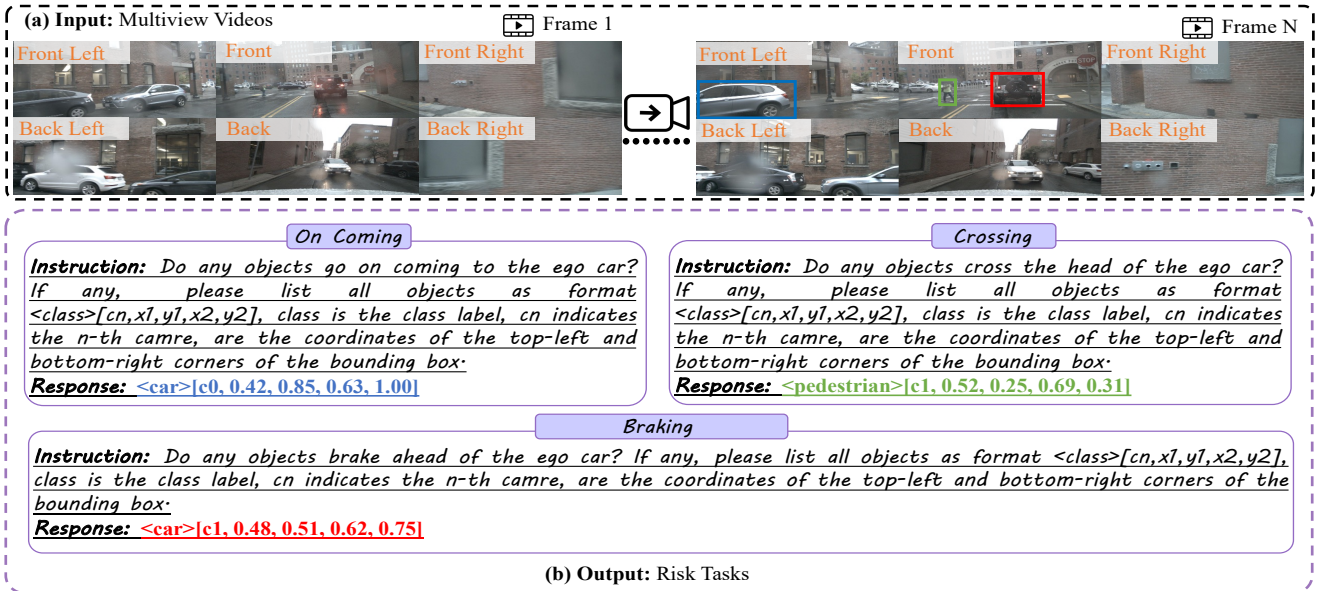 (a) Input: Multiview Videos
Frame 1
Frame N
Front Left
Front
Front Right
Front Left
Front
Front Right
STOP
Back Left
Back
Back Right
Back Left
Back
Back Right
On Coming
Instruction: Do any objects go on coming to the ego car?
If any, please list all objects as format
<class>[cn,x1,y1,x2,y2], class is the class label, cn indicates
the n-th camre, are the coordinates of the top-left and
bottom-right corners of the bounding box.
Response: <car>[c0, 0.42, 0.85, 0.63, 1.00]
Crossing
Instruction: Do any objects cross the head of the ego car?
If any, please list all objects as format
<class>[cn,x1,y1,x2,y2], class is the class label, cn indicates
the n-th camre, are the coordinates of the top-left and
bottom-right corners of the bounding box.
Response: <pedestrian>[c1, 0.52, 0.25, 0.69, 0.31]
Braking
Instruction: Do any objects brake ahead of the ego car? If any, please list all objects as format <class>[cn,x1,y1,x2,y2],
class is the class label, cn indicates the n-th camre, are the coordinates of the top-left and bottom-right corners of the
bounding box.
Response: <car>[c1, 0.48, 0.51, 0.62, 0.75]
(b) Output: Risk Tasks